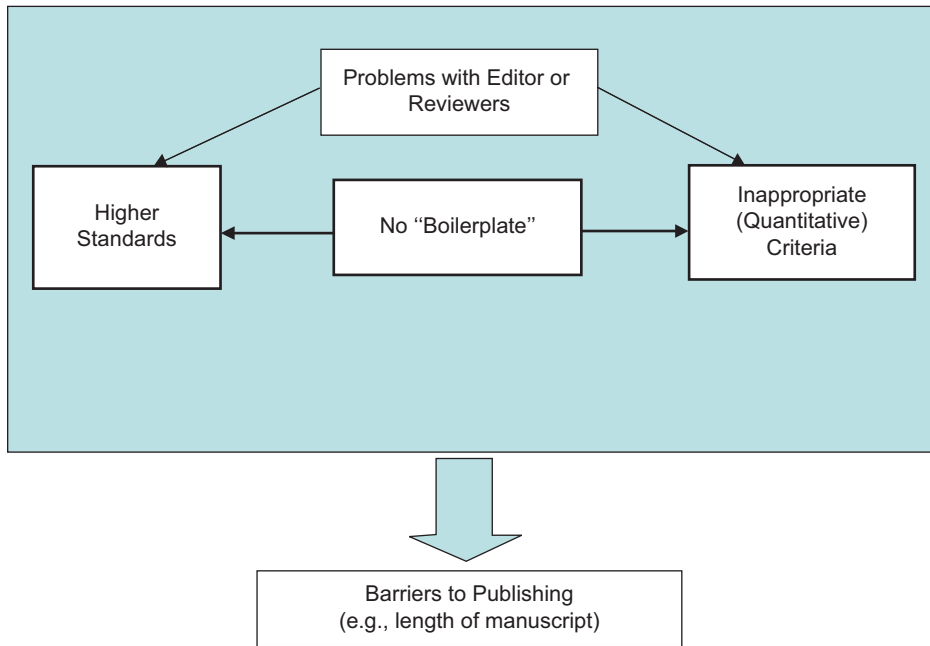 Problems with Editor or
Reviewers
Higher
Standards
No ‘‘Boilerplate’’
Inappropriate
(Quantitative)
Criteria
Barriers to Publishing
(e.g., length of manuscript)